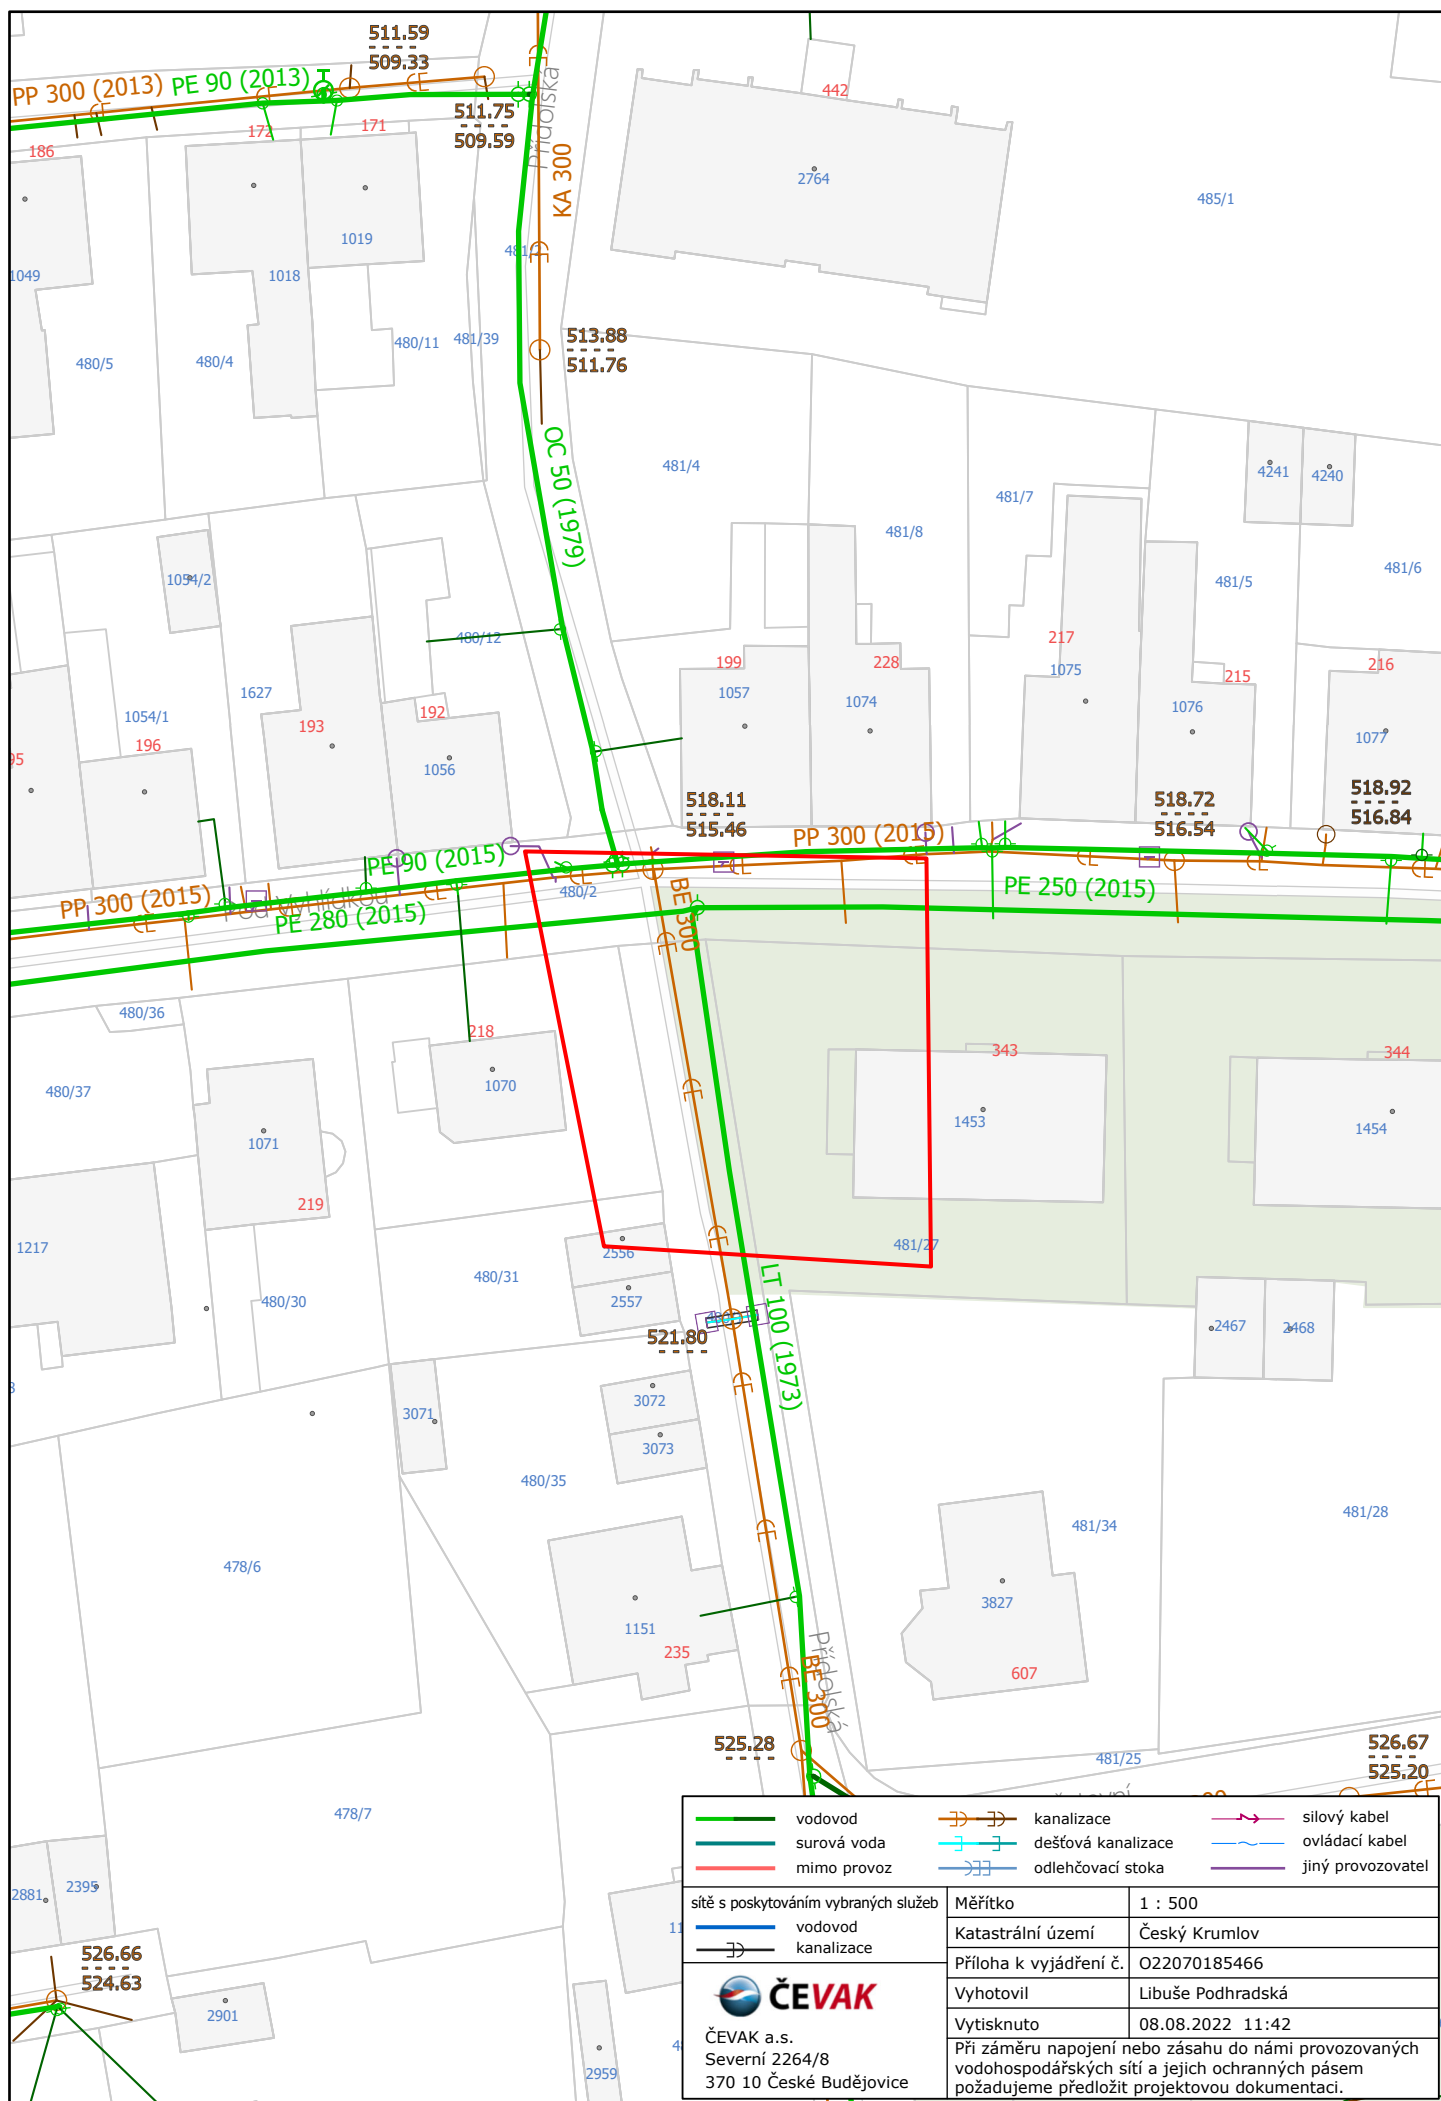 511.59
509.33
PP 300 (2013)
PE 90 (2013)
511.75
509.59
Přídolská
KA 300
442
172
171
186
2764
485/1
1019
1049
1018
480/11
481/39
480/5
480/4
513.88
511.76
OC 50 (1979)
481/4
481/7
4241
4240
481/8
1054/2
481/5
481/6
480/12
217
199
228
1075
215
216
1627
1057
1074
1076
1054/1
193
192
1077
196
95
1056
518.11
515.46
518.72
516.54
518.92
516.84
PP 300 (2015)
PE 90 (2015)
PP 300 (2015)
Pod Vyhlídkou
480/2
PE 280 (2015)
BE 300
PE 250 (2015)
480/36
218
343
344
480/37
1070
1071
1453
1454
219
1217
2556
481/27
480/31
480/30
2557
LT 100 (1973)
521.80
2467
2468
3072
3071
3073
480/35
481/34
481/28
478/6
3827
1151
235
607
Přídolská
BE 300
525.28
526.67
525.20
481/25
478/7
2881
2395
526.66
524.63
2901
2959
vodovod
kanalizace
silový kabel
surová voda
dešťová kanalizace
ovládací kabel
mimo provoz
odlehčovací stoka
jiný provozovatel
sítě s poskytováním vybraných služeb
vodovod
kanalizace
Měřítko
1 : 500
Katastrální území
Český Krumlov
Příloha k vyjádření č.
O22070185466
Vyhotovil
Libuše Podhradská
Vytisknuto
08.08.2022 11:42
ČEVAK
ČEVAK a.s.
Severní 2264/8
370 10 České Budějovice
Při záměru napojení nebo zásahu do námi provozovaných
vodohospodářských sítí a jejich ochranných pásem
požadujeme předložit projektovou dokumentaci.